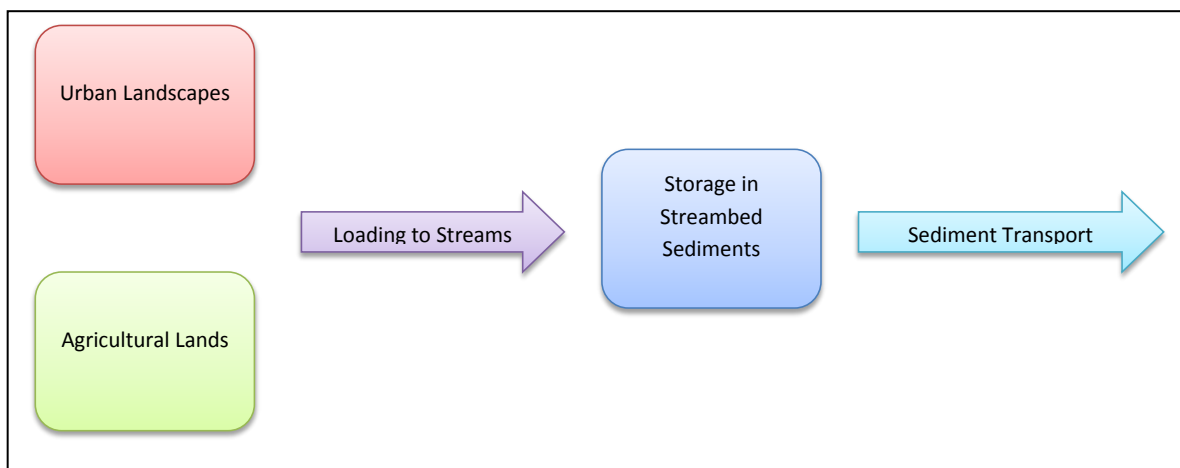 Urban Landscapes
Agricultural Lands
Loading to Streams
Storage in
Streambed
Sediments
Sediment Transport